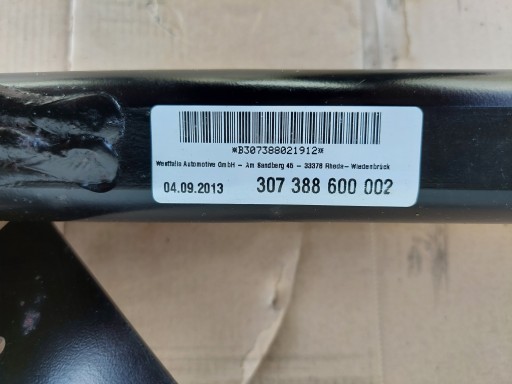 *B307388021912*
Westfalia Automotive GmbH - Am Sandberg 45 - 33378 Rheda-Wiedenbrück
04.09.2013 307 388 600 002